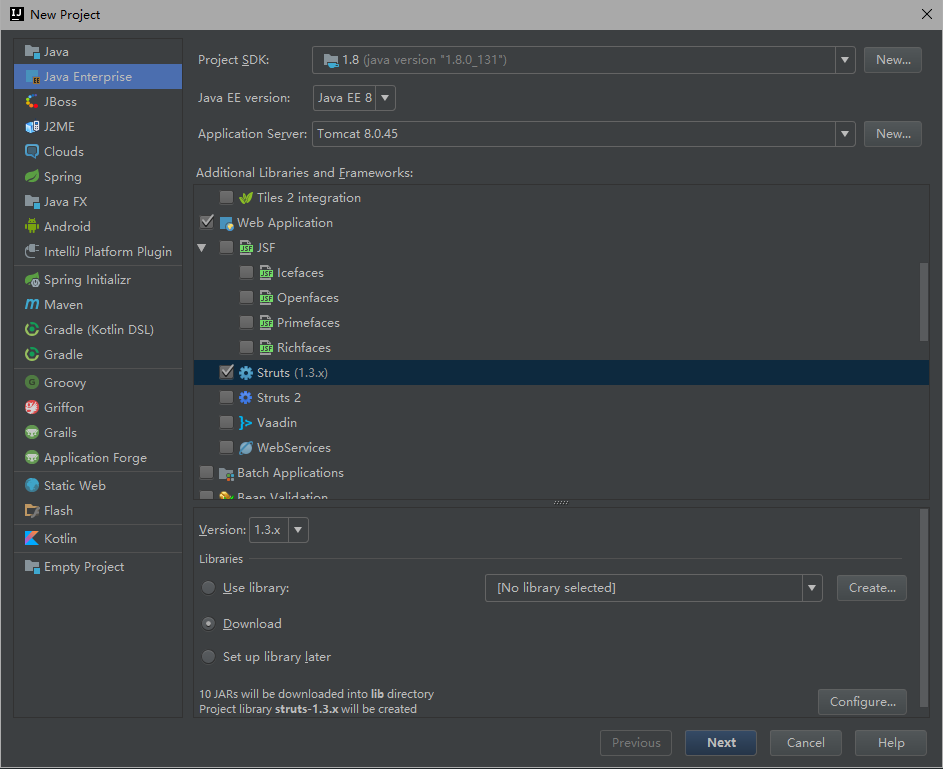 New Project
Java
Java Enterprise
JBoss
J2ME
Clouds
Spring
Java FX
Android
IntelliJ Platform Plugin
Spring Initializr
Maven
Gradle (Kotlin DSL)
Gradle
Groovy
Griffon
Grails
Application Forge
Static Web
Flash
Kotlin
Empty Project
Project SDK: 1.8 (java version "1.8.0_131") New...
Java EE version: Java EE 8
Application Server: Tomcat 8.0.45 New...
Additional Libraries and Frameworks:
Tiles 2 integration
Web Application
JSF
Icefaces
Openfaces
Primefaces
Richfaces
Struts (1.3.x)
Struts 2
Vaadin
WebServices
Batch Applications
Bean Validation
Version: 1.3.x
Libraries
Use library: [No library selected] Create...
Download
Set up library later
10 JARs will be downloaded into lib directory
Project library struts-1.3.x will be created
Configure...
Previous Next Cancel Help